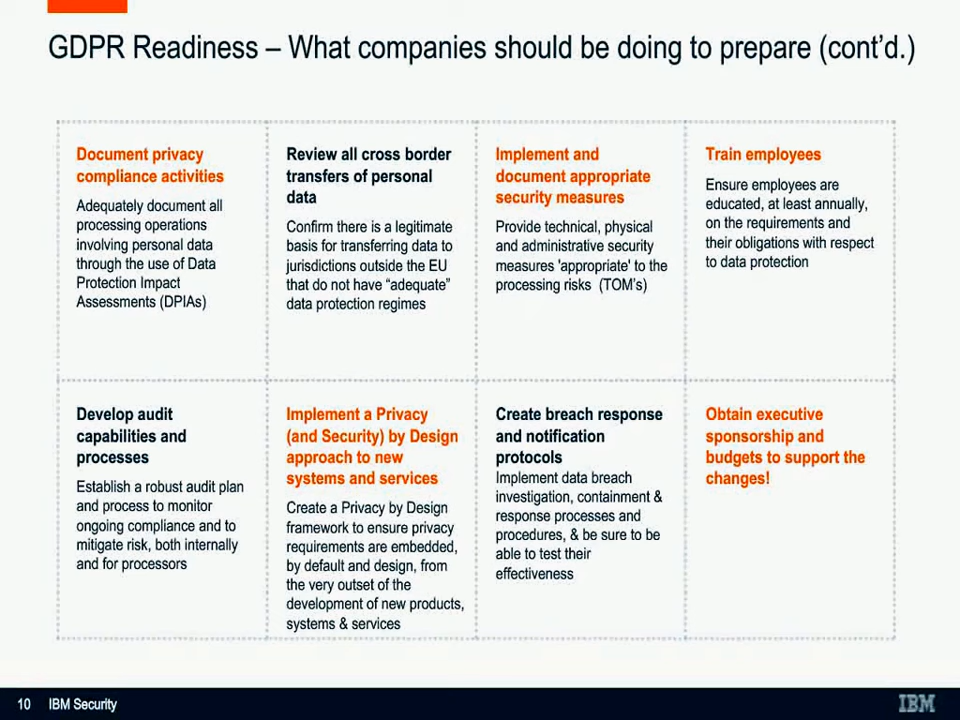 GDPR Readiness – What companies should be doing to prepare (cont'd.)
Document privacy
compliance activities
Adequately document all
processing operations
involving personal data
through the use of Data
Protection Impact
Assessments (DPIAs)
Review all cross border
transfers of personal
data
Confirm there is a legitimate
basis for transferring data to
jurisdictions outside the EU
that do not have “adequate”
data protection regimes
Implement and
document appropriate
security measures
Provide technical, physical
and administrative security
measures 'appropriate' to the
processing risks (TOM's)
Train employees
Ensure employees are
educated, at least annually,
on the requirements and
their obligations with respect
to data protection
Develop audit
capabilities and
processes
Establish a robust audit plan
and process to monitor
ongoing compliance and to
mitigate risk, both internally
and for processors
Implement a Privacy
(and Security) by Design
approach to new
systems and services
Create a Privacy by Design
framework to ensure privacy
requirements are embedded,
by default and design, from
the very outset of the
development of new products,
systems & services
Create breach response
and notification
protocols
Implement data breach
investigation, containment &
response processes and
procedures, & be sure to be
able to test their
effectiveness
Obtain executive
sponsorship and
budgets to support the
changes!
10 IBM Security
IBM